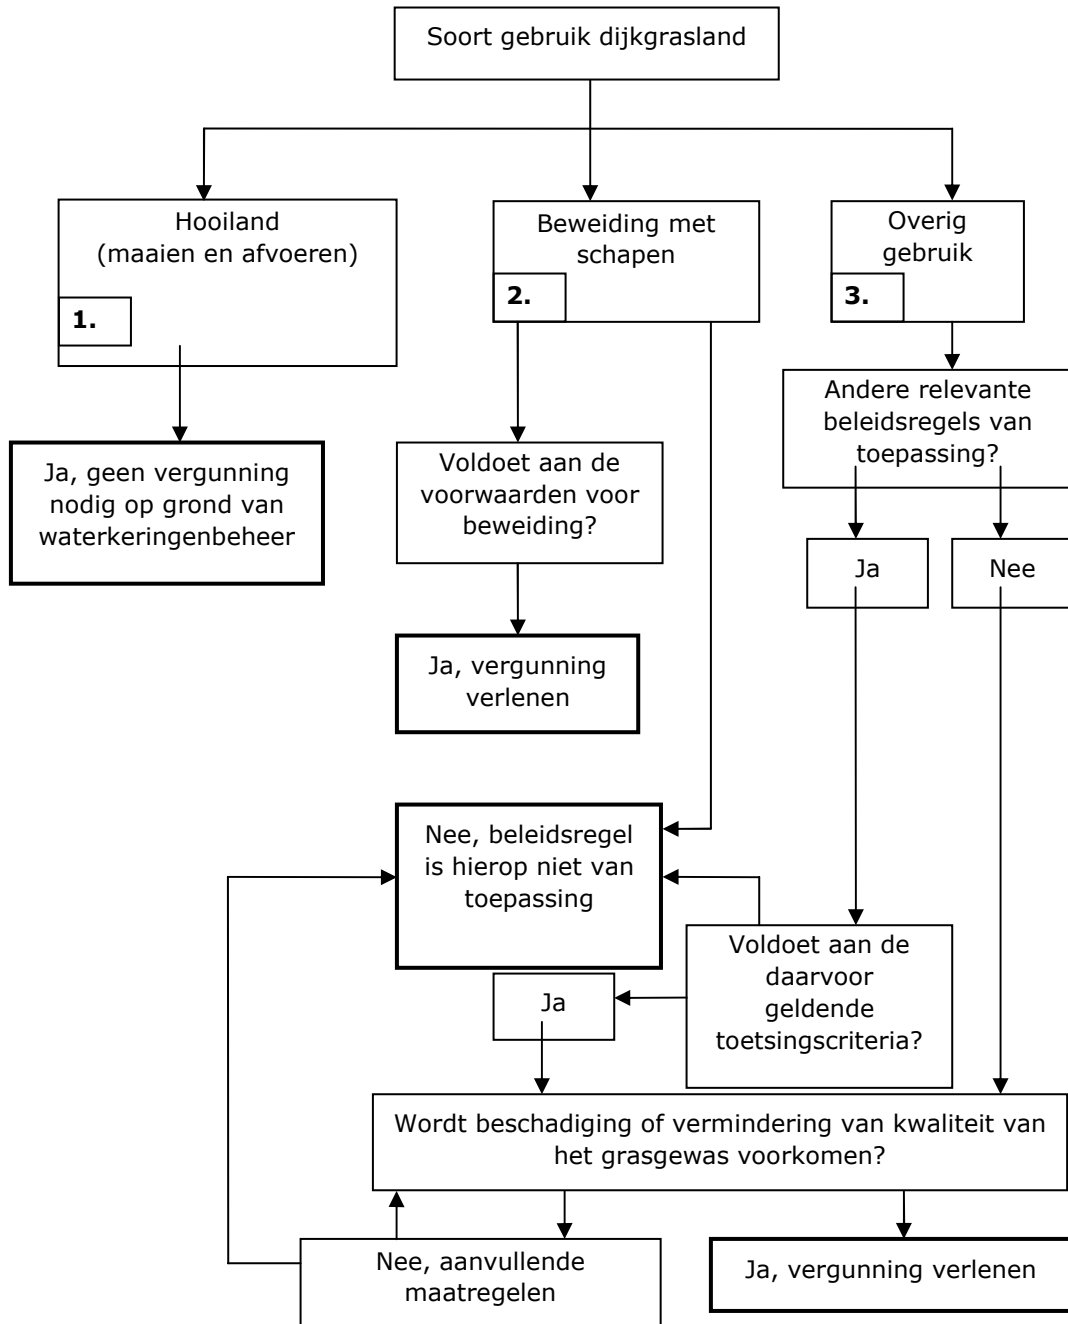 Soort gebruik dijkgrasland
Hooiland
(maaien en afvoeren)
1.
Beweiding met
schapen
2.
Overig
gebruik
3.
Andere relevante
beleidsregels van
toepassing?
Ja, geen vergunning
nodig op grond van
waterkeringenbeheer
Voldoet aan de
voorwaarden voor
beweiding?
Ja
Nee
Ja, vergunning
verlenen
Nee, beleidsregel
is hierop niet van
toepassing
Voldoet aan de
daarvoor
geldende
toetsingscriteria?
Ja
Wordt beschadiging of vermindering van kwaliteit van
het grasgewas voorkomen?
Nee, aanvullende
maatregelen
Ja, vergunning verlenen